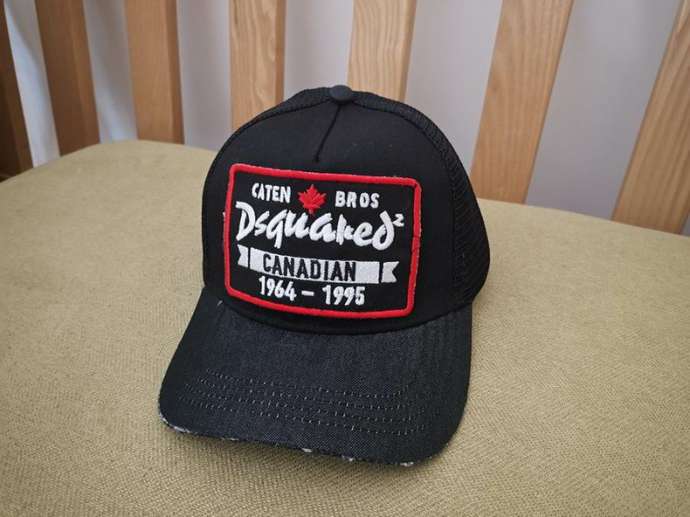 CATEN BROS
Dsquared²
CANADIAN
1964 - 1995